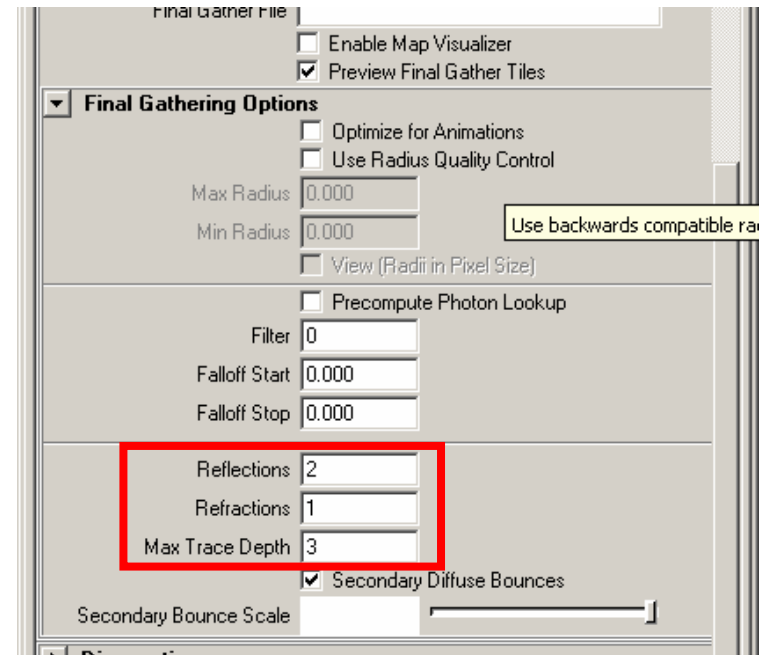 Final Gather File
Enable Map Visualizer
Preview Final Gather Tiles
Final Gathering Options
Optimize for Animations
Use Radius Quality Control
Max Radius 0.000
Min Radius 0.000
Use backwards compatible
View (Radii in Pixel Size)
Precompute Photon Lookup
Filter 0
Falloff Start 0.000
Falloff Stop 0.000
Reflections 2
Refractions 1
Max Trace Depth 3
Secondary Diffuse Bounces
Secondary Bounce Scale